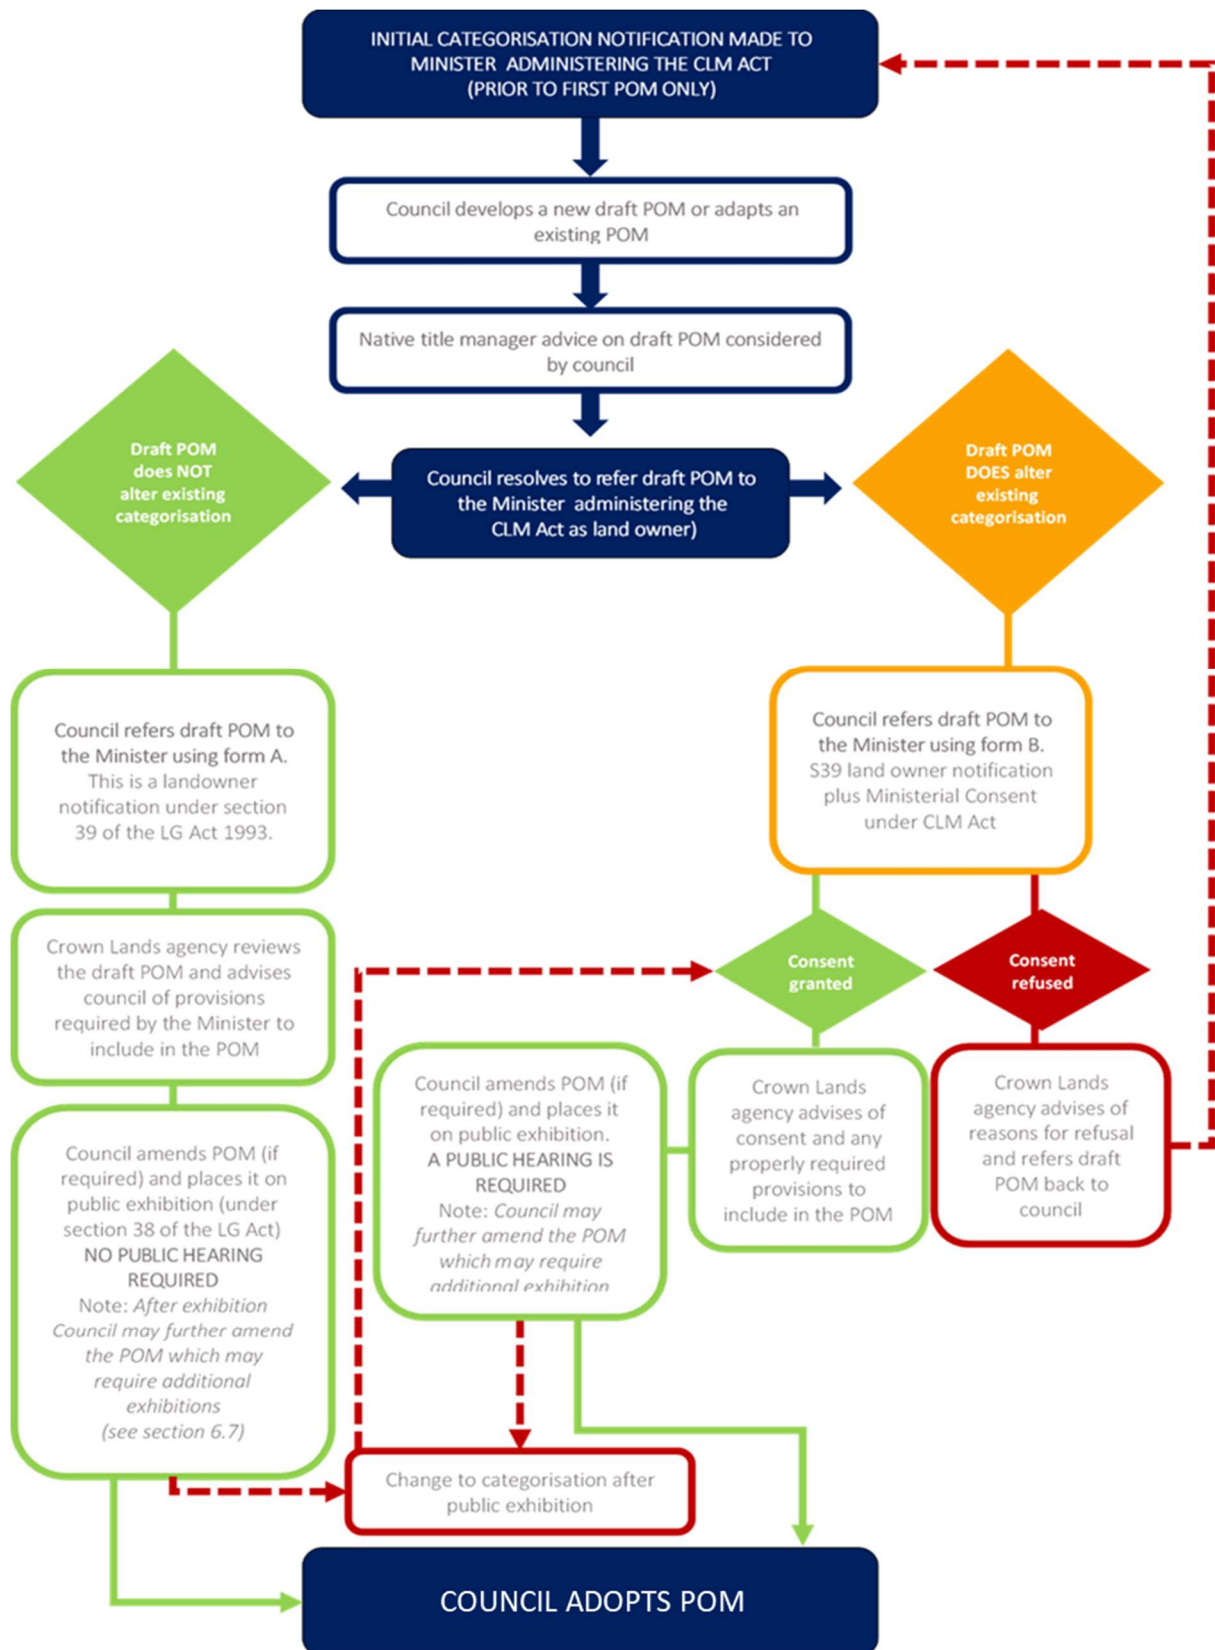 INITIAL CATEGORISATION NOTIFICATION MADE TO
MINISTER ADMINISTERING THE CLM ACT
(PRIOR TO FIRST POM ONLY)
Council develops a new draft POM or adapts an
existing POM
Native title manager advice on draft POM considered
by council
Council resolves to refer draft POM to
the Minister administering the
CLM Act as land owner)
Draft POM
does NOT
alter existing
categorisation
Draft POM
DOES alter
existing
categorisation
Council refers draft POM to
the Minister using form A.
This is a landowner
notification under section
39 of the LG Act 1993.
Council refers draft POM to
the Minister using form B.
S39 land owner notification
plus Ministerial Consent
under CLM Act
Crown Lands agency reviews
the draft POM and advises
council of provisions
required by the Minister to
include in the POM
Consent
granted
Consent
refused
Council amends POM (if
required) and places it on
public exhibition (under
section 38 of the LG Act)
NO PUBLIC HEARING
REQUIRED
Note: After exhibition
Council may further amend
the POM which may
require additional
exhibitions
(see section 6.7)
Council amends POM (if
required) and places it
on public exhibition.
A PUBLIC HEARING IS
REQUIRED
Note: Council may
further amend the POM
which may require
additional exhibition
Crown Lands
agency advises of
consent and any
properly required
provisions to
include in the POM
Crown Lands
agency advises of
reasons for refusal
and refers draft
POM back to
council
Change to categorisation after
public exhibition
COUNCIL ADOPTS POM